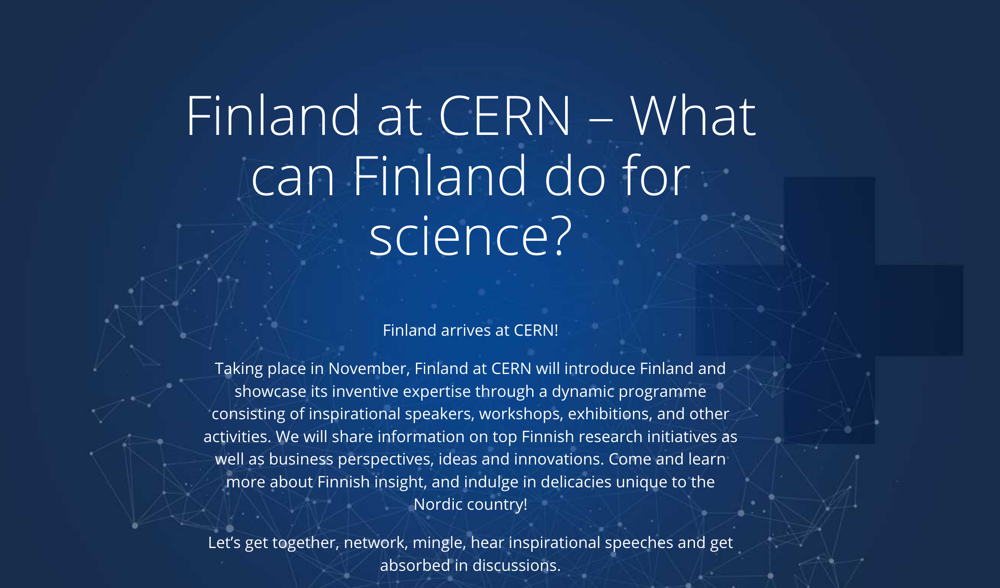 Finland at CERN – What
can Finland do for
science?
Finland arrives at CERN!
Taking place in November, Finland at CERN will introduce Finland and
showcase its inventive expertise through a dynamic programme
consisting of inspirational speakers, workshops, exhibitions, and other
activities. We will share information on top Finnish research initiatives as
well as business perspectives, ideas and innovations. Come and learn
more about Finnish insight, and indulge in delicacies unique to the
Nordic country!
Let’s get together, network, mingle, hear inspirational speeches and get
absorbed in discussions.